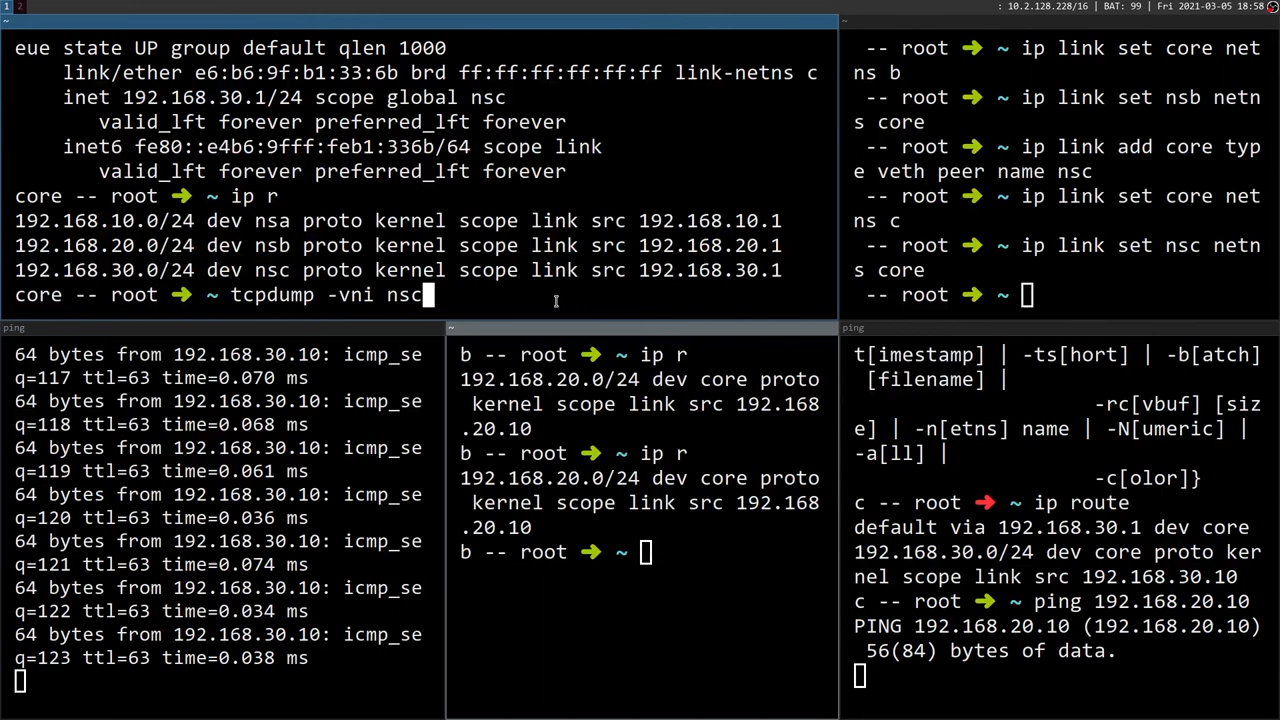 1 2
: 10.2.128.228/16 | BAT: 99 | Fri 2021-03-05 18:58
~
eue state UP group default qlen 1000
link/ether e6:b6:9f:b1:33:6b brd ff:ff:ff:ff:ff:ff link-netns c
inet 192.168.30.1/24 scope global nsc
valid_lft forever preferred_lft forever
inet6 fe80::e4b6:9fff:feb1:336b/64 scope link
valid_lft forever preferred_lft forever
core -- root ➜ ~ ip r
192.168.10.0/24 dev nsa proto kernel scope link src 192.168.10.1
192.168.20.0/24 dev nsb proto kernel scope link src 192.168.20.1
192.168.30.0/24 dev nsc proto kernel scope link src 192.168.30.1
core -- root ➜ ~ tcpdump -vni nsc
~
-- root ➜ ~ ip link set core net
ns b
-- root ➜ ~ ip link set nsb netn
s core
-- root ➜ ~ ip link add core typ
e veth peer name nsc
-- root ➜ ~ ip link set core net
ns c
-- root ➜ ~ ip link set nsc netn
s core
-- root ➜ ~
ping
64 bytes from 192.168.30.10: icmp_se
q=117 ttl=63 time=0.070 ms
64 bytes from 192.168.30.10: icmp_se
q=118 ttl=63 time=0.068 ms
64 bytes from 192.168.30.10: icmp_se
q=119 ttl=63 time=0.061 ms
64 bytes from 192.168.30.10: icmp_se
q=120 ttl=63 time=0.036 ms
64 bytes from 192.168.30.10: icmp_se
q=121 ttl=63 time=0.074 ms
64 bytes from 192.168.30.10: icmp_se
q=122 ttl=63 time=0.034 ms
64 bytes from 192.168.30.10: icmp_se
q=123 ttl=63 time=0.038 ms
~
b -- root ➜ ~ ip r
192.168.20.0/24 dev core proto
kernel scope link src 192.168
.20.10
b -- root ➜ ~ ip r
192.168.20.0/24 dev core proto
kernel scope link src 192.168
.20.10
b -- root ➜ ~
ping
t[imestamp] | -ts[hort] | -b[atch]
[filename] |
-rc[vbuf] [siz
e] | -n[etns] name | -N[umeric] |
-a[ll] |
-c[olor]}
c -- root ➜ ~ ip route
default via 192.168.30.1 dev core
192.168.30.0/24 dev core proto ker
nel scope link src 192.168.30.10
c -- root ➜ ~ ping 192.168.20.10
PING 192.168.20.10 (192.168.20.10)
56(84) bytes of data.